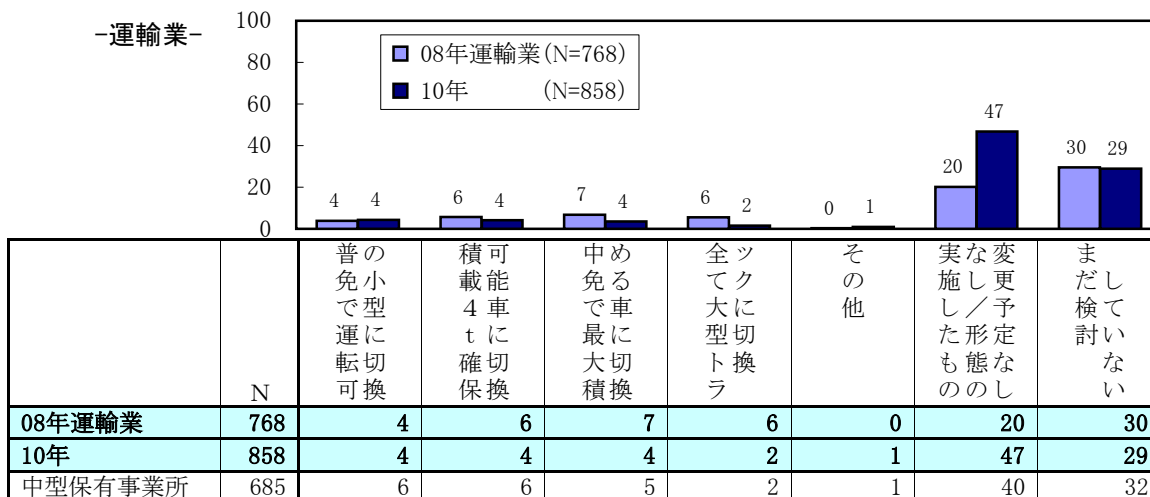 -運輸業-
100
80
60
40
20
0
08年運輸業(N=768)
10年 (N=858)
4 4 6 4 7 4 6 2 0 1 20 47 30 29
N
普免で運転可
の小型に切換
積載4t確保
可能車に切換
中免で最大積
める車に切換
全て大型トラ
ックに切換
その他
実施したもの
なし/形態の
変更予定なし
まだ検討
していない
08年運輸業 768 4 6 7 6 0 20 30
10年 858 4 4 4 2 1 47 29
中型保有事業所 685 6 6 5 2 1 40 32